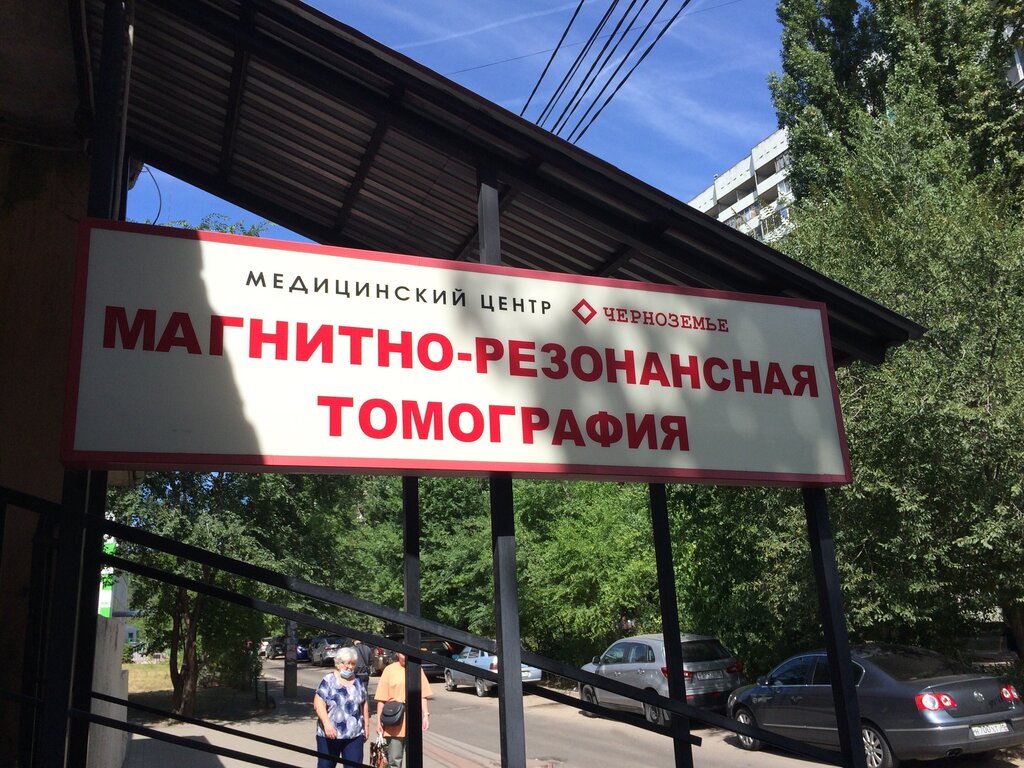 МЕДИЦИНСКИЙ ЦЕНТР ЧЕРНОЗЕМЬЕ
МАГНИТНО-РЕЗОНАНСНАЯ
ТОМОГРАФИЯ